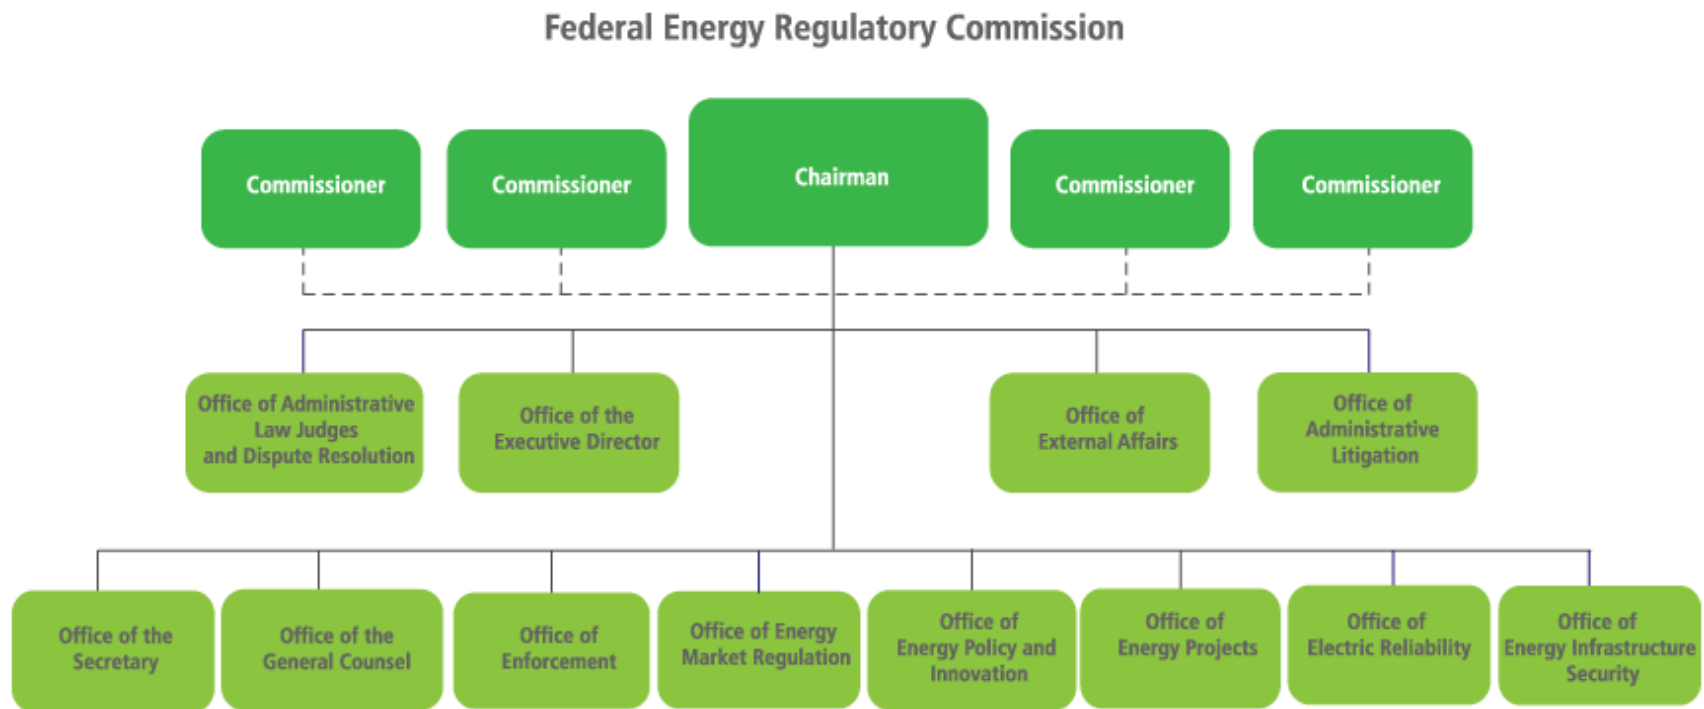 Federal Energy Regulatory Commission
Commissioner
Commissioner
Chairman
Commissioner
Commissioner
Office of Administrative
Law Judges
and Dispute Resolution
Office of the
Executive Director
Office of
External Affairs
Office of
Administrative
Litigation
Office of the
Secretary
Office of the
General Counsel
Office of
Enforcement
Office of Energy
Market Regulation
Office of
Energy Policy and
Innovation
Office of
Energy Projects
Office of
Electric Reliability
Office of
Energy Infrastructure
Security